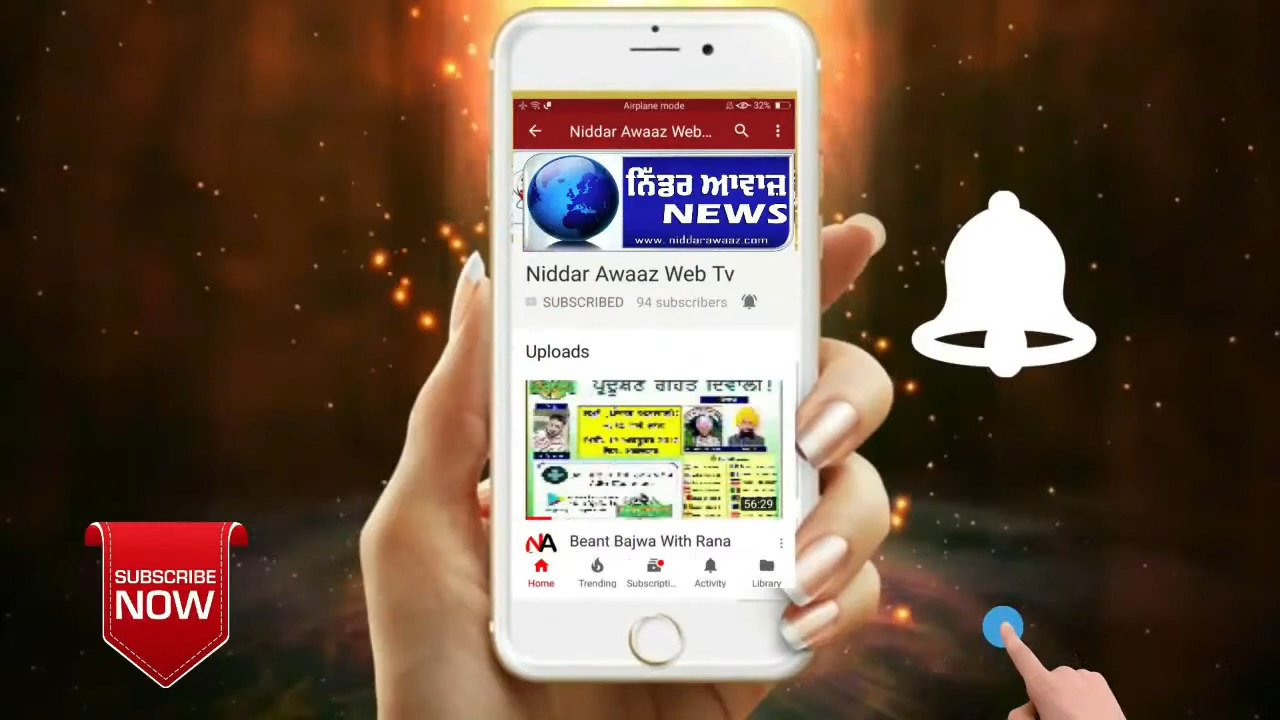 Airplane mode
32%
Niddar Awaaz Web...
ਨਿੱਡਰ ਆਵਾਜ਼
NEWS
www.niddarawaaz.com
Niddar Awaaz Web Tv
SUBSCRIBED 94 subscribers
Uploads
ਪ੍ਰਦੂਸ਼ਣ ਰਹਿਤ ਦਿਵਾਲੀ!
56:29
NA
Beant Bajwa With Rana
Home Trending Subscripti... Activity Library
SUBSCRIBE
NOW